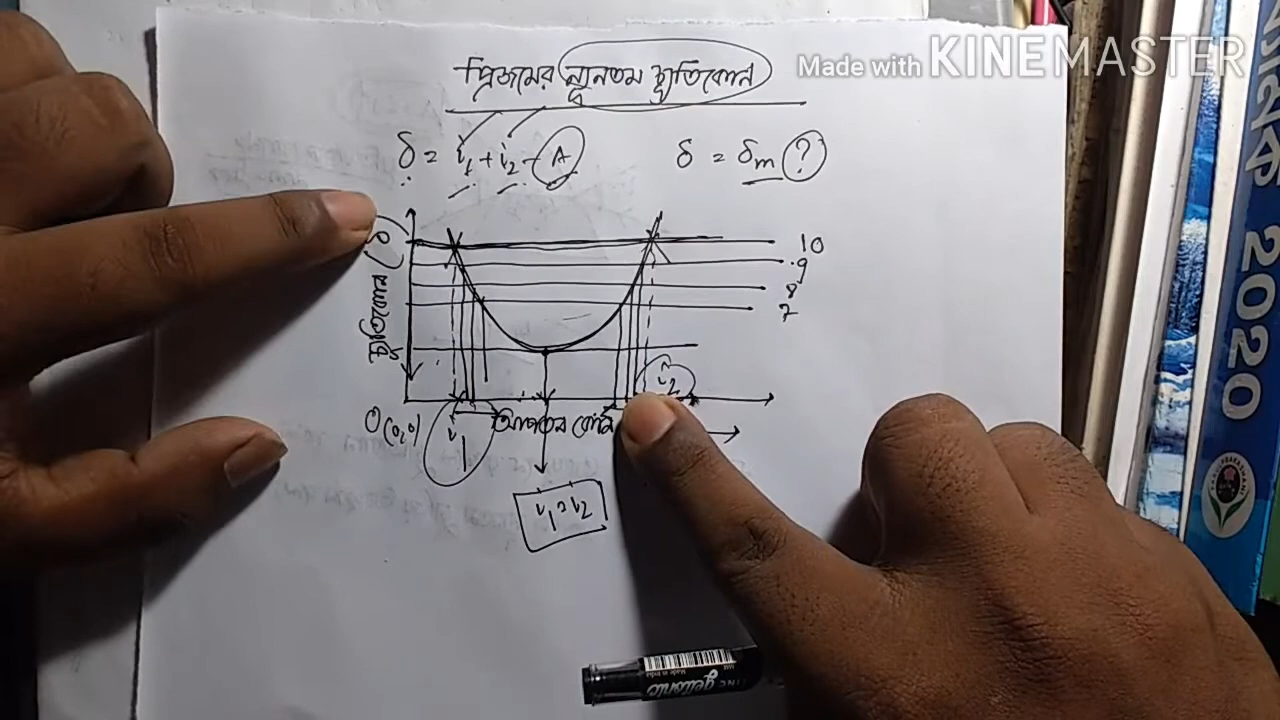 Made with KINEMASTER
প্রিজমের ন্যূনতম চ্যুতিকোন
δ = i₁ + i₂ - A
δ = δm ?
δ
চ্যুতিকোন
10
9
8
7
i₂
O(0,0)
i₁
আপতন কোন
i₁ = i₂
2020
gelisonic